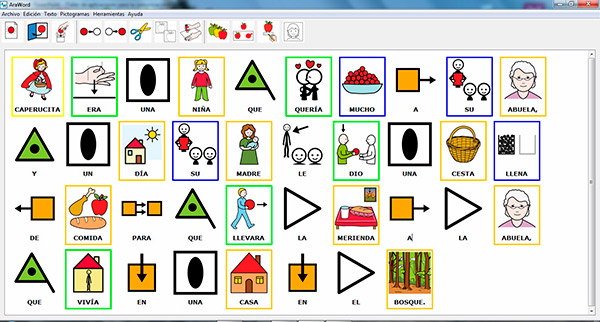 AraWord
Archivo Edición Texto Pictogramas Herramientas Ayuda
CAPERUCITA ERA UNA NIÑA QUE QUERÍA MUCHO A SU ABUELA,
Y UN DÍA SU MADRE LE DIO UNA CESTA LLENA
DE COMIDA PARA QUE LLEVARA LA MERIENDA A LA ABUELA,
QUE VIVÍA EN UNA CASA EN EL BOSQUE.